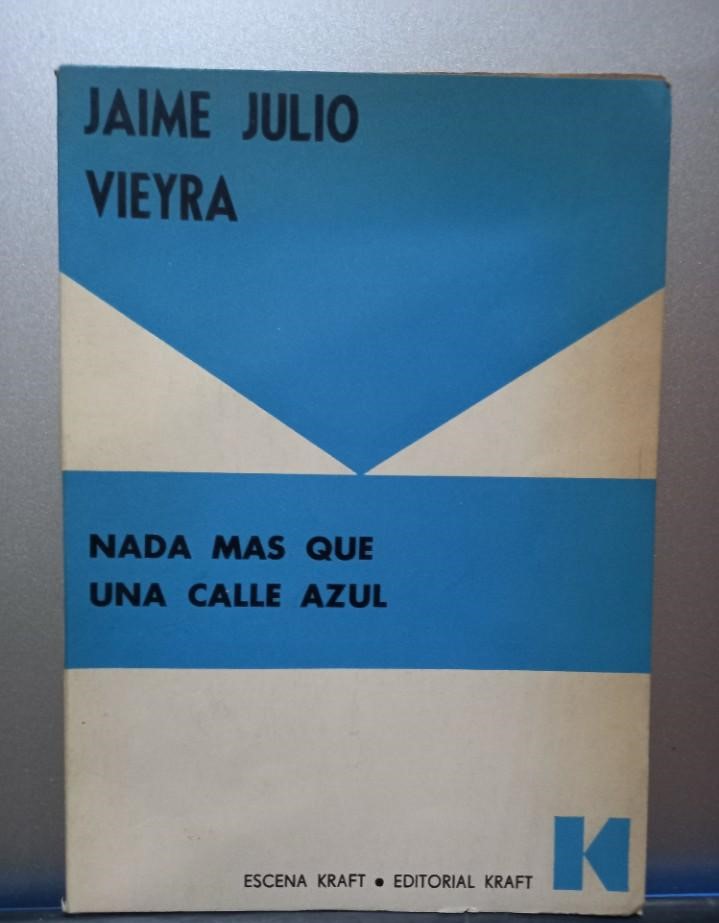 JAIME JULIO
VIEYRA
NADA MAS QUE
UNA CALLE AZUL
ESCENA KRAFT • EDITORIAL KRAFT
K